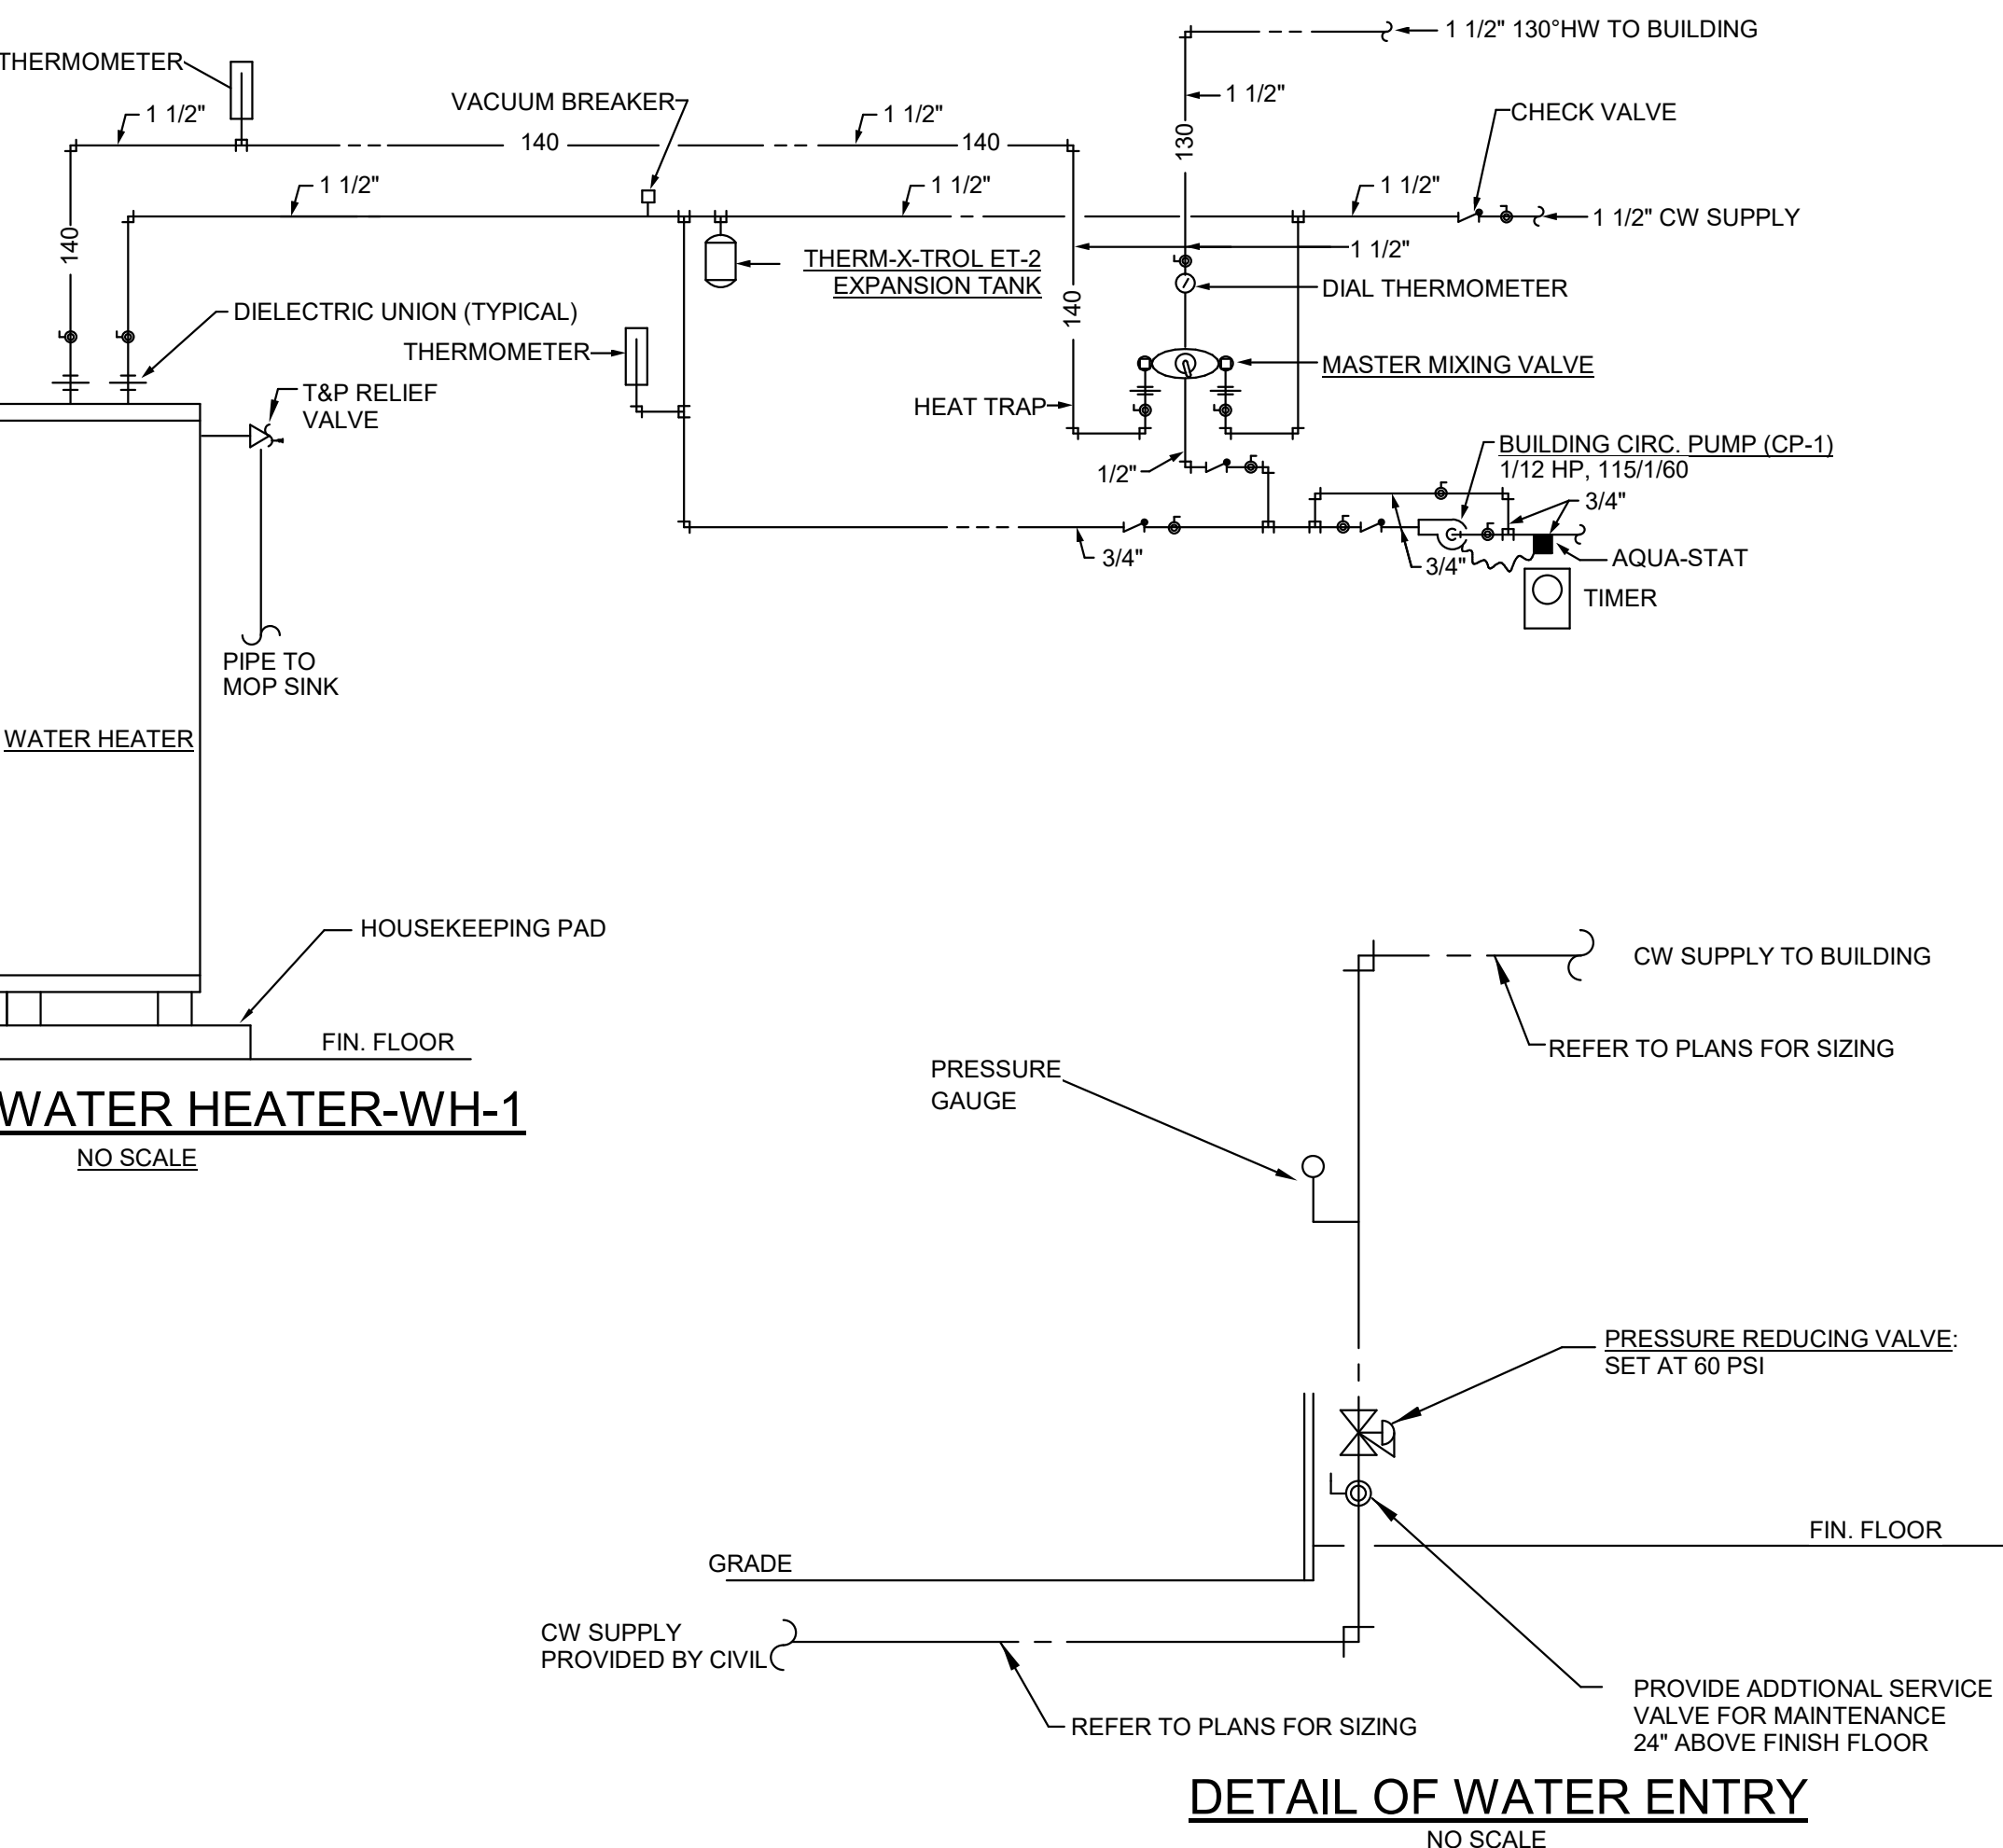 1 1/2" 130°HW TO BUILDING
THERMOMETER
1 1/2"
VACUUM BREAKER
1 1/2"
1 1/2"
CHECK VALVE
140
140
130
1 1/2"
1 1/2"
1 1/2"
1 1/2" CW SUPPLY
140
THERM-X-TROL ET-2
EXPANSION TANK
1 1/2"
DIAL THERMOMETER
140
DIELECTRIC UNION (TYPICAL)
THERMOMETER
MASTER MIXING VALVE
T&P RELIEF
VALVE
HEAT TRAP
BUILDING CIRC. PUMP (CP-1)
1/12 HP, 115/1/60
1/2"
3/4"
3/4"
3/4"
AQUA-STAT
TIMER
PIPE TO
MOP SINK
WATER HEATER
HOUSEKEEPING PAD
FIN. FLOOR
WATER HEATER-WH-1
NO SCALE
CW SUPPLY TO BUILDING
REFER TO PLANS FOR SIZING
PRESSURE
GAUGE
PRESSURE REDUCING VALVE:
SET AT 60 PSI
FIN. FLOOR
GRADE
CW SUPPLY
PROVIDED BY CIVIL
REFER TO PLANS FOR SIZING
PROVIDE ADDTIONAL SERVICE
VALVE FOR MAINTENANCE
24" ABOVE FINISH FLOOR
DETAIL OF WATER ENTRY
NO SCALE